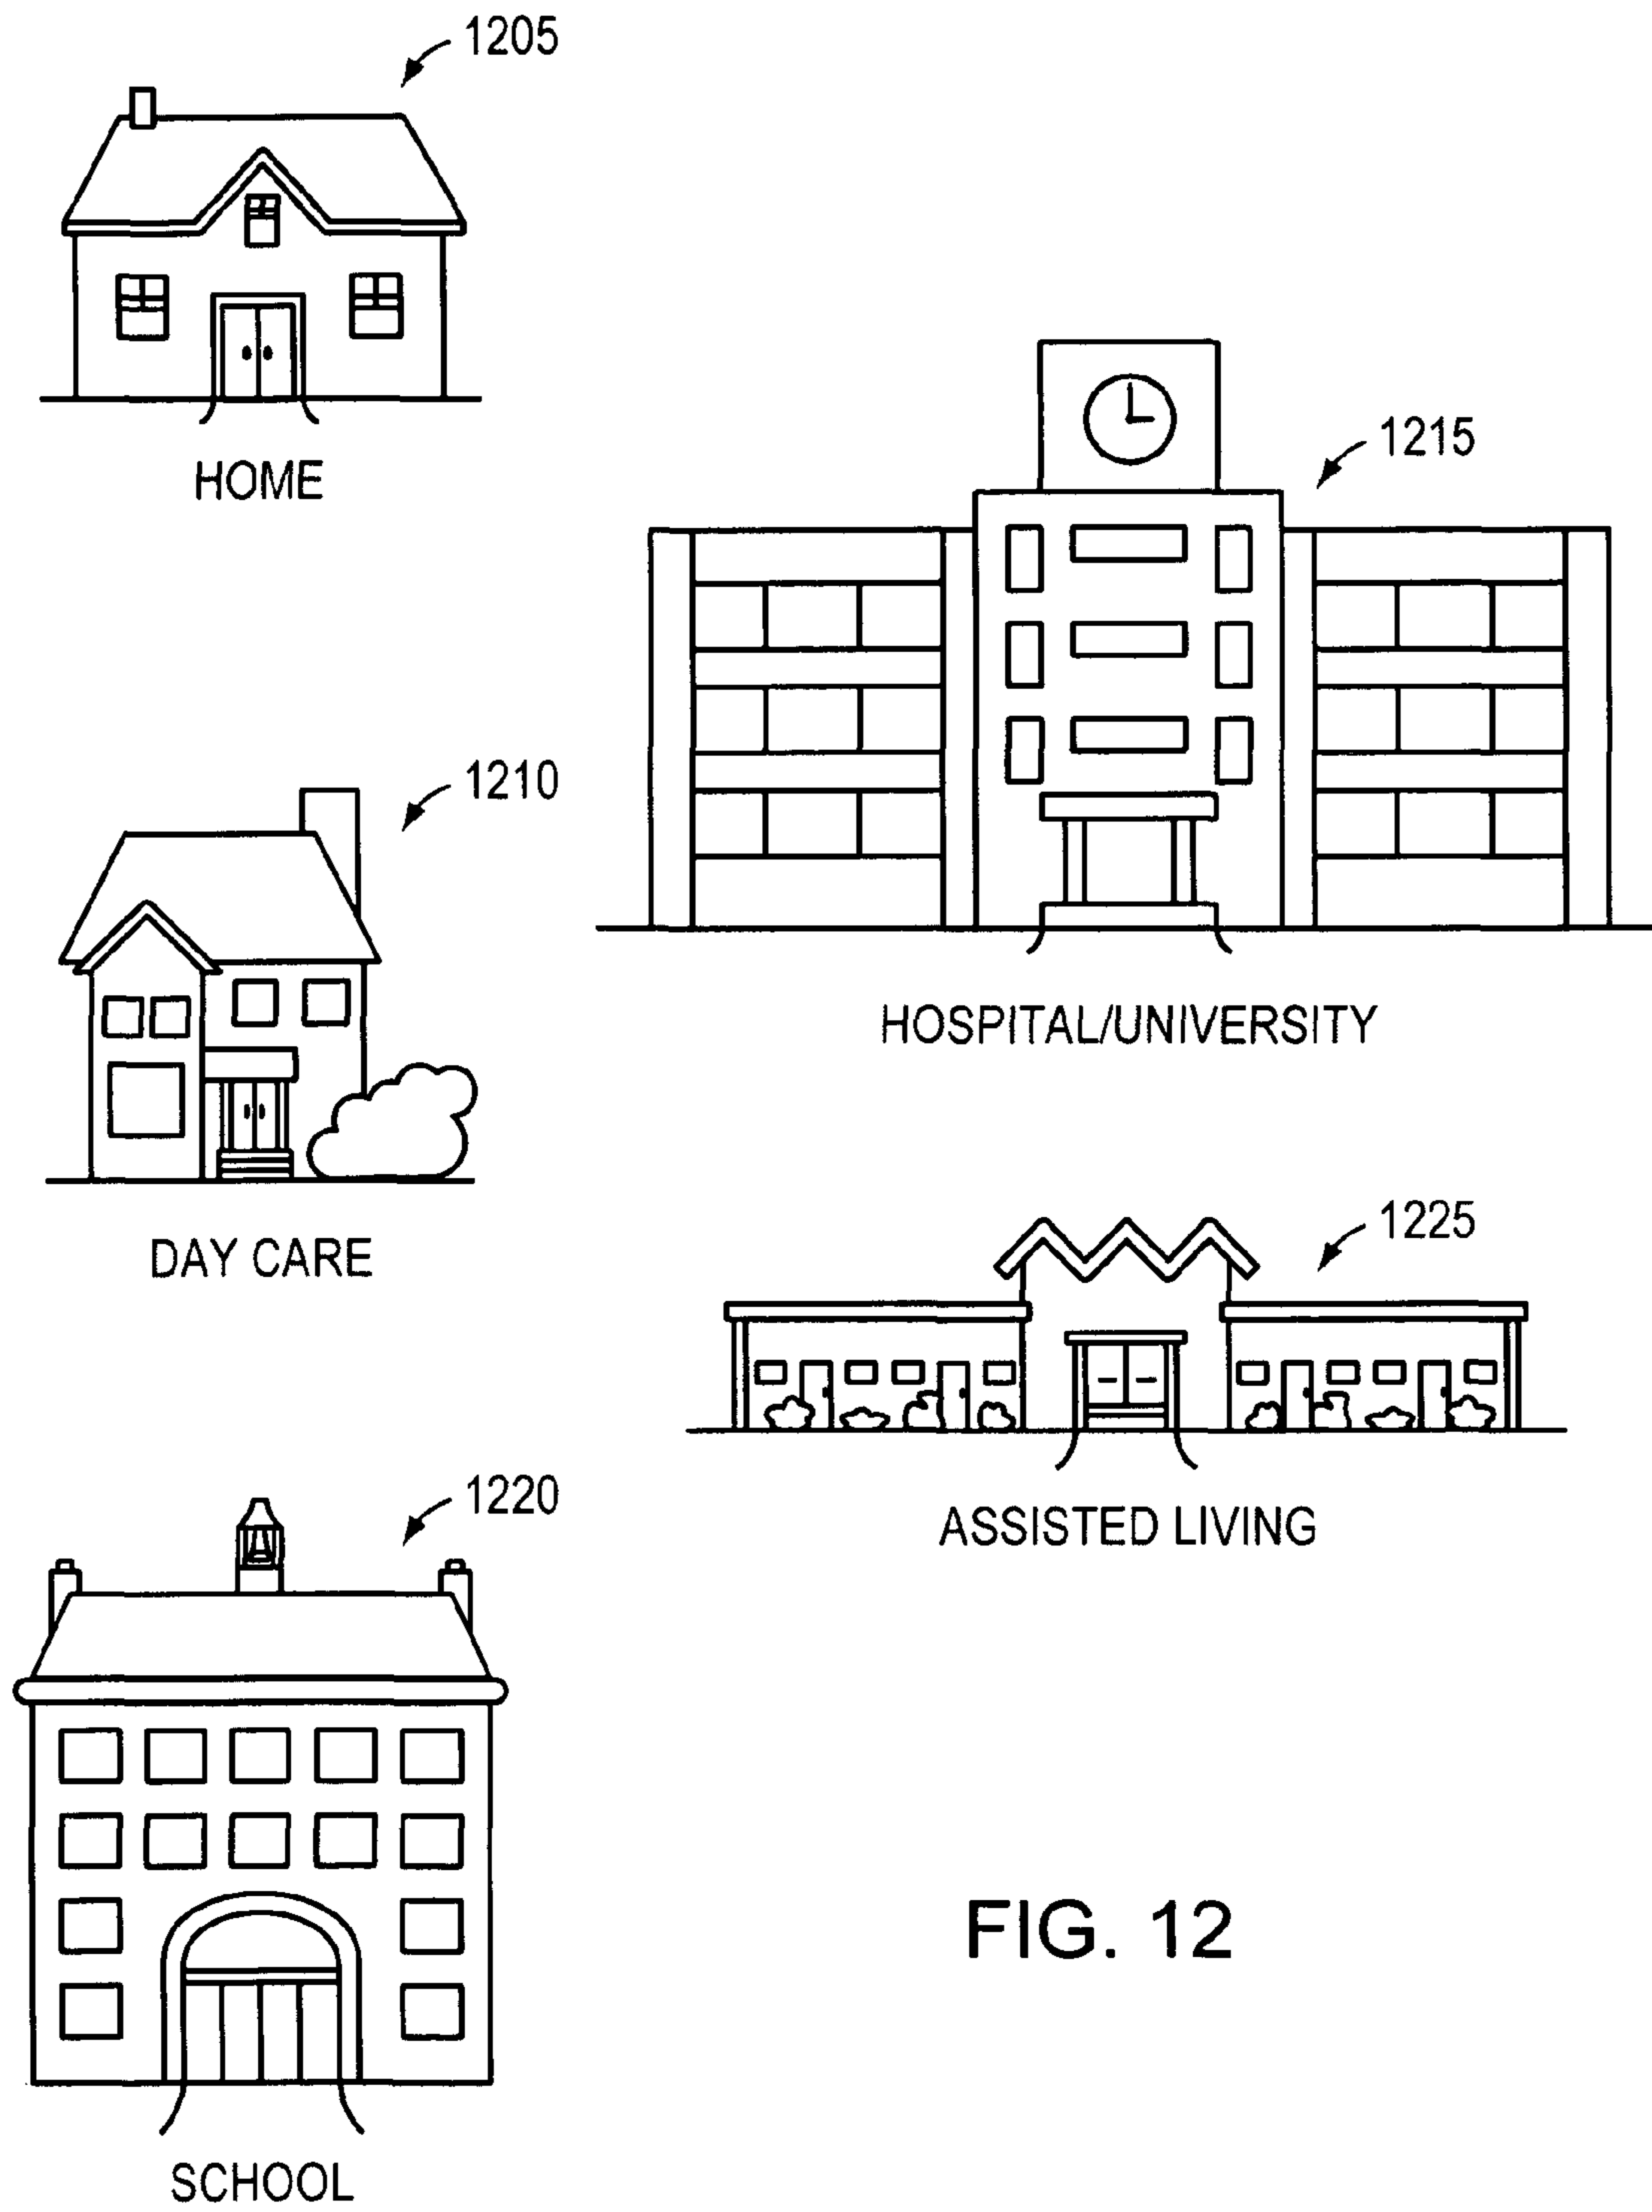 1205
HOME
1215
HOSPITAL/UNIVERSITY
1210
DAY CARE
1225
ASSISTED LIVING
1220
SCHOOL
FIG. 12